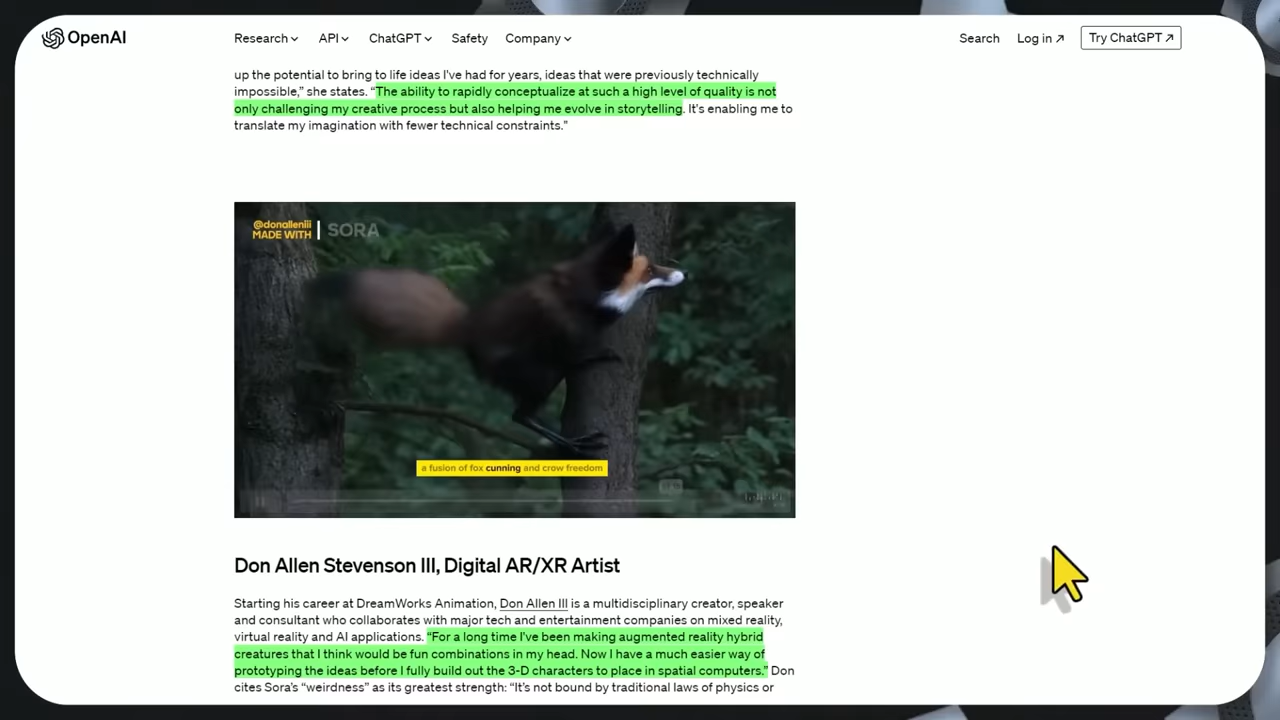 OpenAI
Research
API
ChatGPT
Safety
Company
Search
Log in ↗
Try ChatGPT ↗
up the potential to bring to life ideas I've had for years, ideas that were previously technically
impossible,” she states. “The ability to rapidly conceptualize at such a high level of quality is not
only challenging my creative process but also helping me evolve in storytelling. It's enabling me to
translate my imagination with fewer technical constraints.”
@donalleniii
MADE WITH | SORA
a fusion of fox cunning and crow freedom
Don Allen Stevenson III, Digital AR/XR Artist
Starting his career at DreamWorks Animation, Don Allen III is a multidisciplinary creator, speaker
and consultant who collaborates with major tech and entertainment companies on mixed reality,
virtual reality and AI applications. “For a long time I've been making augmented reality hybrid
creatures that I think would be fun combinations in my head. Now I have a much easier way of
prototyping the ideas before I fully build out the 3-D characters to place in spatial computers.” Don
cites Sora's “weirdness” as its greatest strength: “It's not bound by traditional laws of physics or